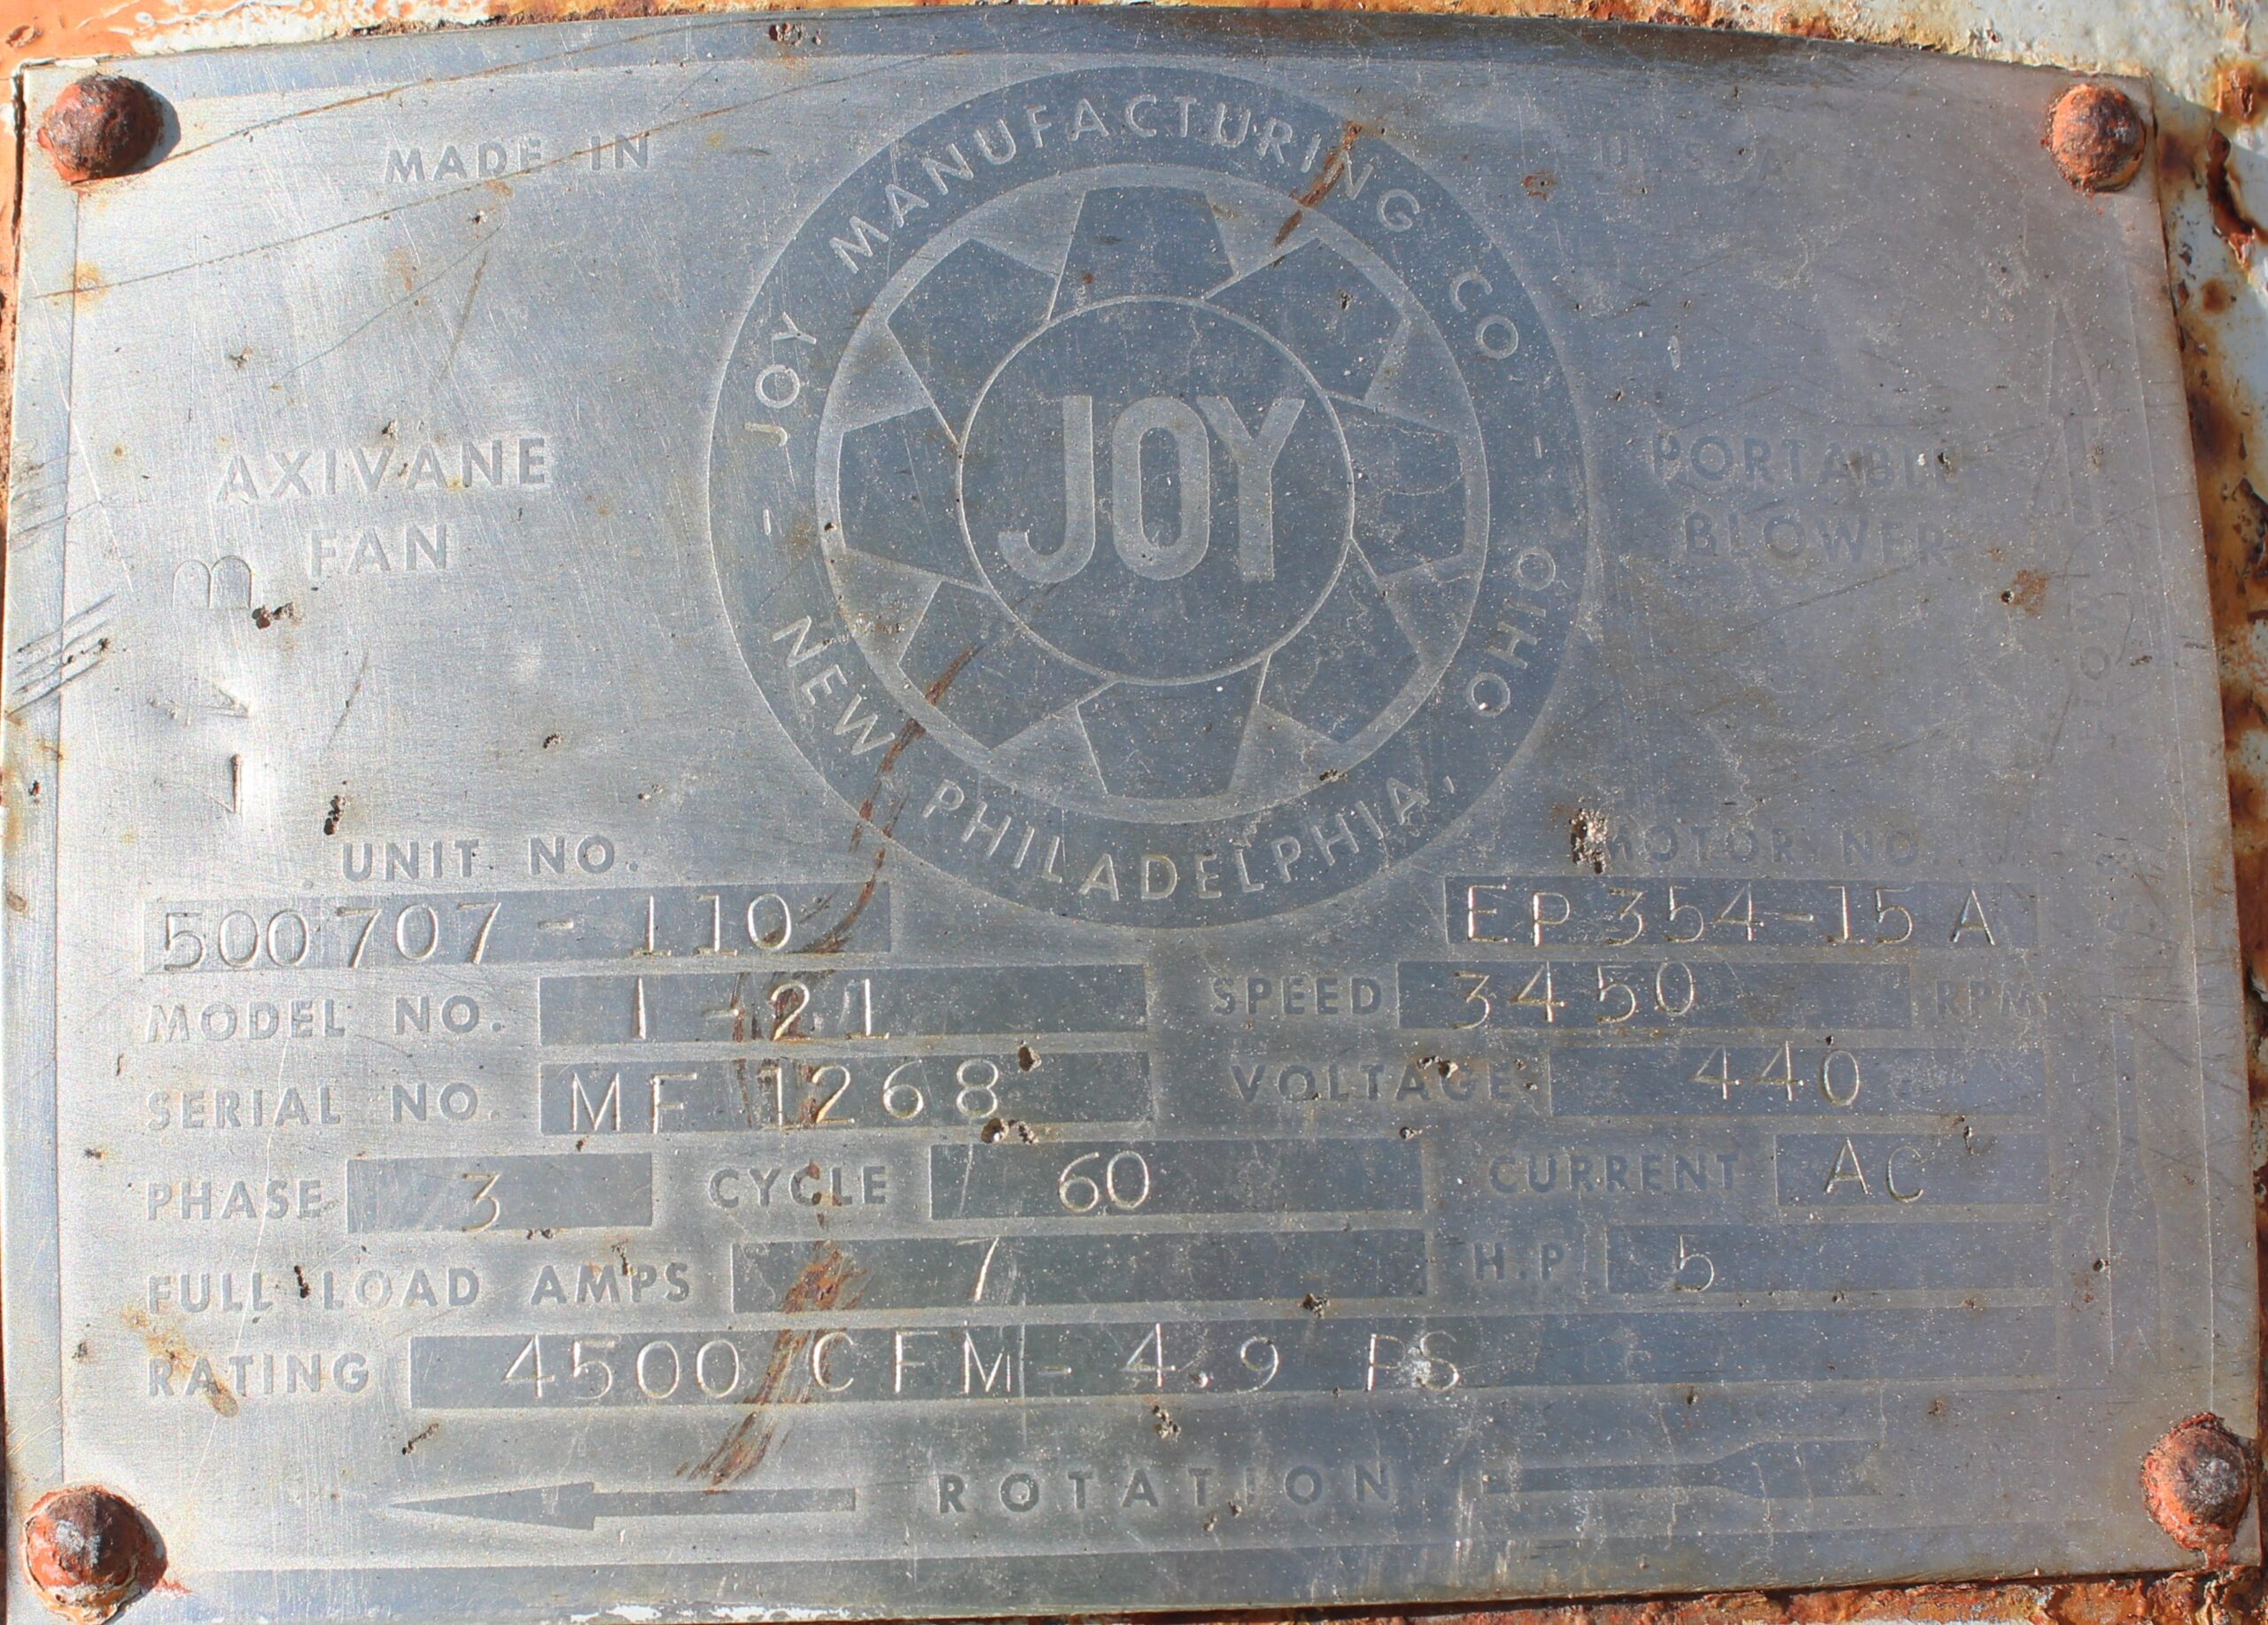 MADE IN U.S.A.
- JOY MANUFACTURING CO. -
NEW PHILADELPHIA, OHIO
JOY
AXIVANE
FAN
PORTABLE
BLOWER
UNIT NO.
MOTOR NO.
500707-110
EP354-15A
MODEL NO. 1-21
SPEED 3450 RPM
SERIAL NO. MF 1268
VOLTAGE 440
PHASE 3 CYCLE 60 CURRENT AC
FULL LOAD AMPS 7 H.P. 5
RATING 4500 CFM-4.9 PS
ROTATION